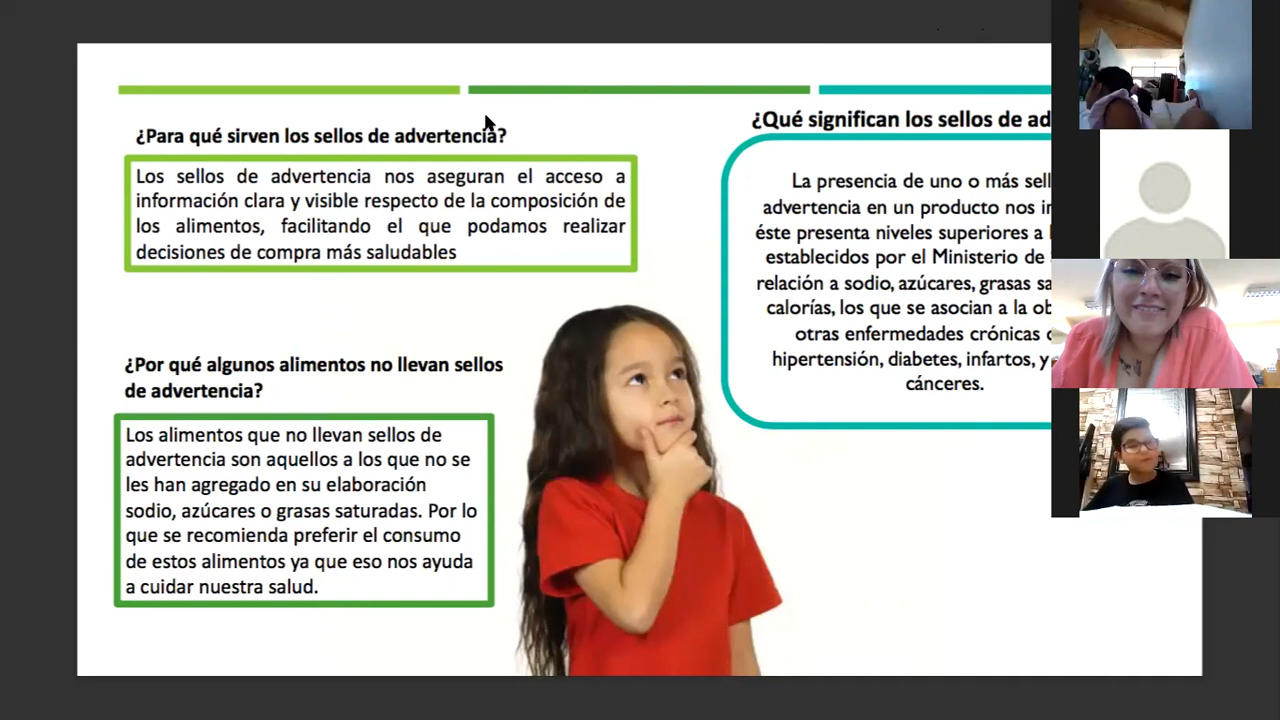 ¿Para qué sirven los sellos de advertencia?
Los sellos de advertencia nos aseguran el acceso a
información clara y visible respecto de la composición de
los alimentos, facilitando el que podamos realizar
decisiones de compra más saludables
¿Por qué algunos alimentos no llevan sellos
de advertencia?
Los alimentos que no llevan sellos de
advertencia son aquellos a los que no se
les han agregado en su elaboración
sodio, azúcares o grasas saturadas. Por lo
que se recomienda preferir el consumo
de estos alimentos ya que eso nos ayuda
a cuidar nuestra salud.
¿Qué significan los sellos de
La presencia de uno o más
advertencia en un producto nos
éste presenta niveles superiores a
establecidos por el Ministerio de
relación a sodio, azúcares, grasas
calorías, los que se asocian a la
otras enfermedades crónicas
hipertensión, diabetes, infartos, y
cánceres.